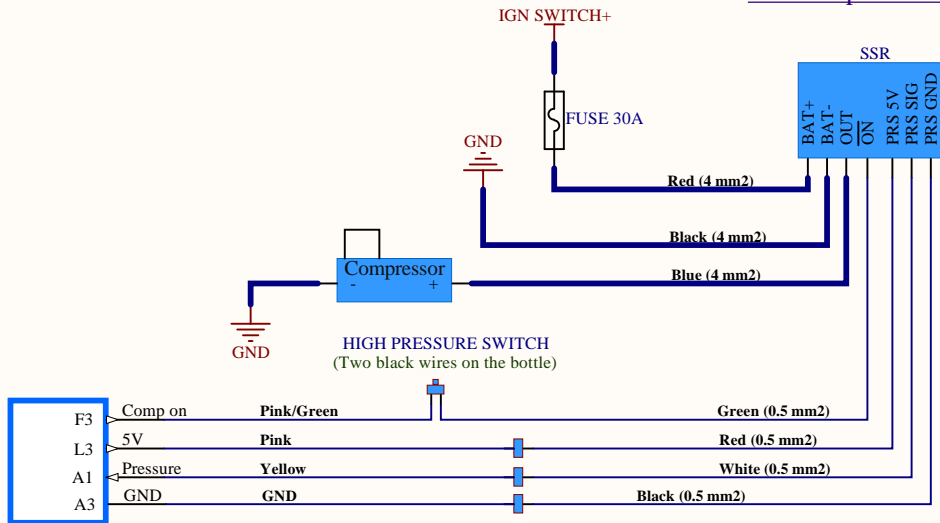 IGN SWITCH+
SSR
BAT+
BAT-
OUT
ON
PRS 5V
PRS SIG
PRS GND
FUSE 30A
GND
Red (4 mm2)
Black (4 mm2)
Compressor
- +
Blue (4 mm2)
GND
HIGH PRESSURE SWITCH
(Two black wires on the bottle)
F3 Comp on Pink/Green Green (0.5 mm2)
L3 5V Pink Red (0.5 mm2)
A1 Pressure Yellow White (0.5 mm2)
A3 GND GND Black (0.5 mm2)